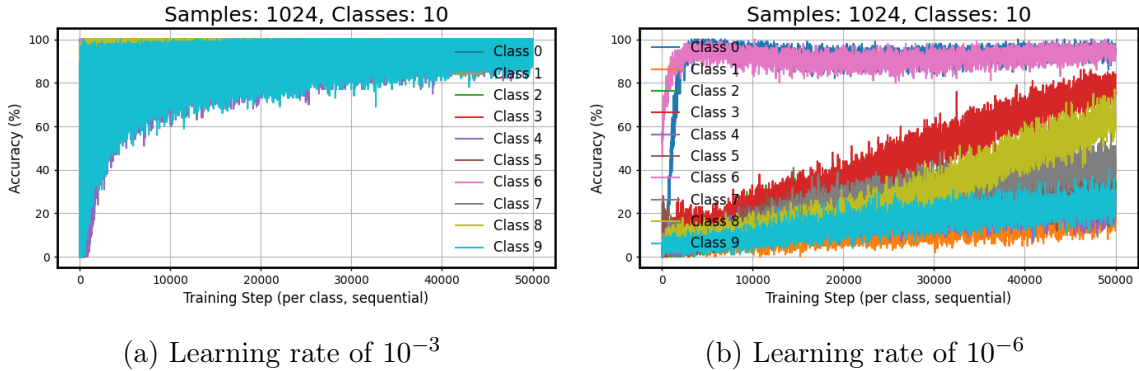 Samples: 1024, Classes: 10
Accuracy (%)
100
80
60
40
20
0
0
10000
20000
30000
40000
50000
Training Step (per class, sequential)
Class 0
Class 1
Class 2
Class 3
Class 4
Class 5
Class 6
Class 7
Class 8
Class 9
(a) Learning rate of 10⁻³
Samples: 1024, Classes: 10
Accuracy (%)
100
80
60
40
20
0
0
10000
20000
30000
40000
50000
Training Step (per class, sequential)
Class 0
Class 1
Class 2
Class 3
Class 4
Class 5
Class 6
Class 7
Class 8
Class 9
(b) Learning rate of 10⁻⁶